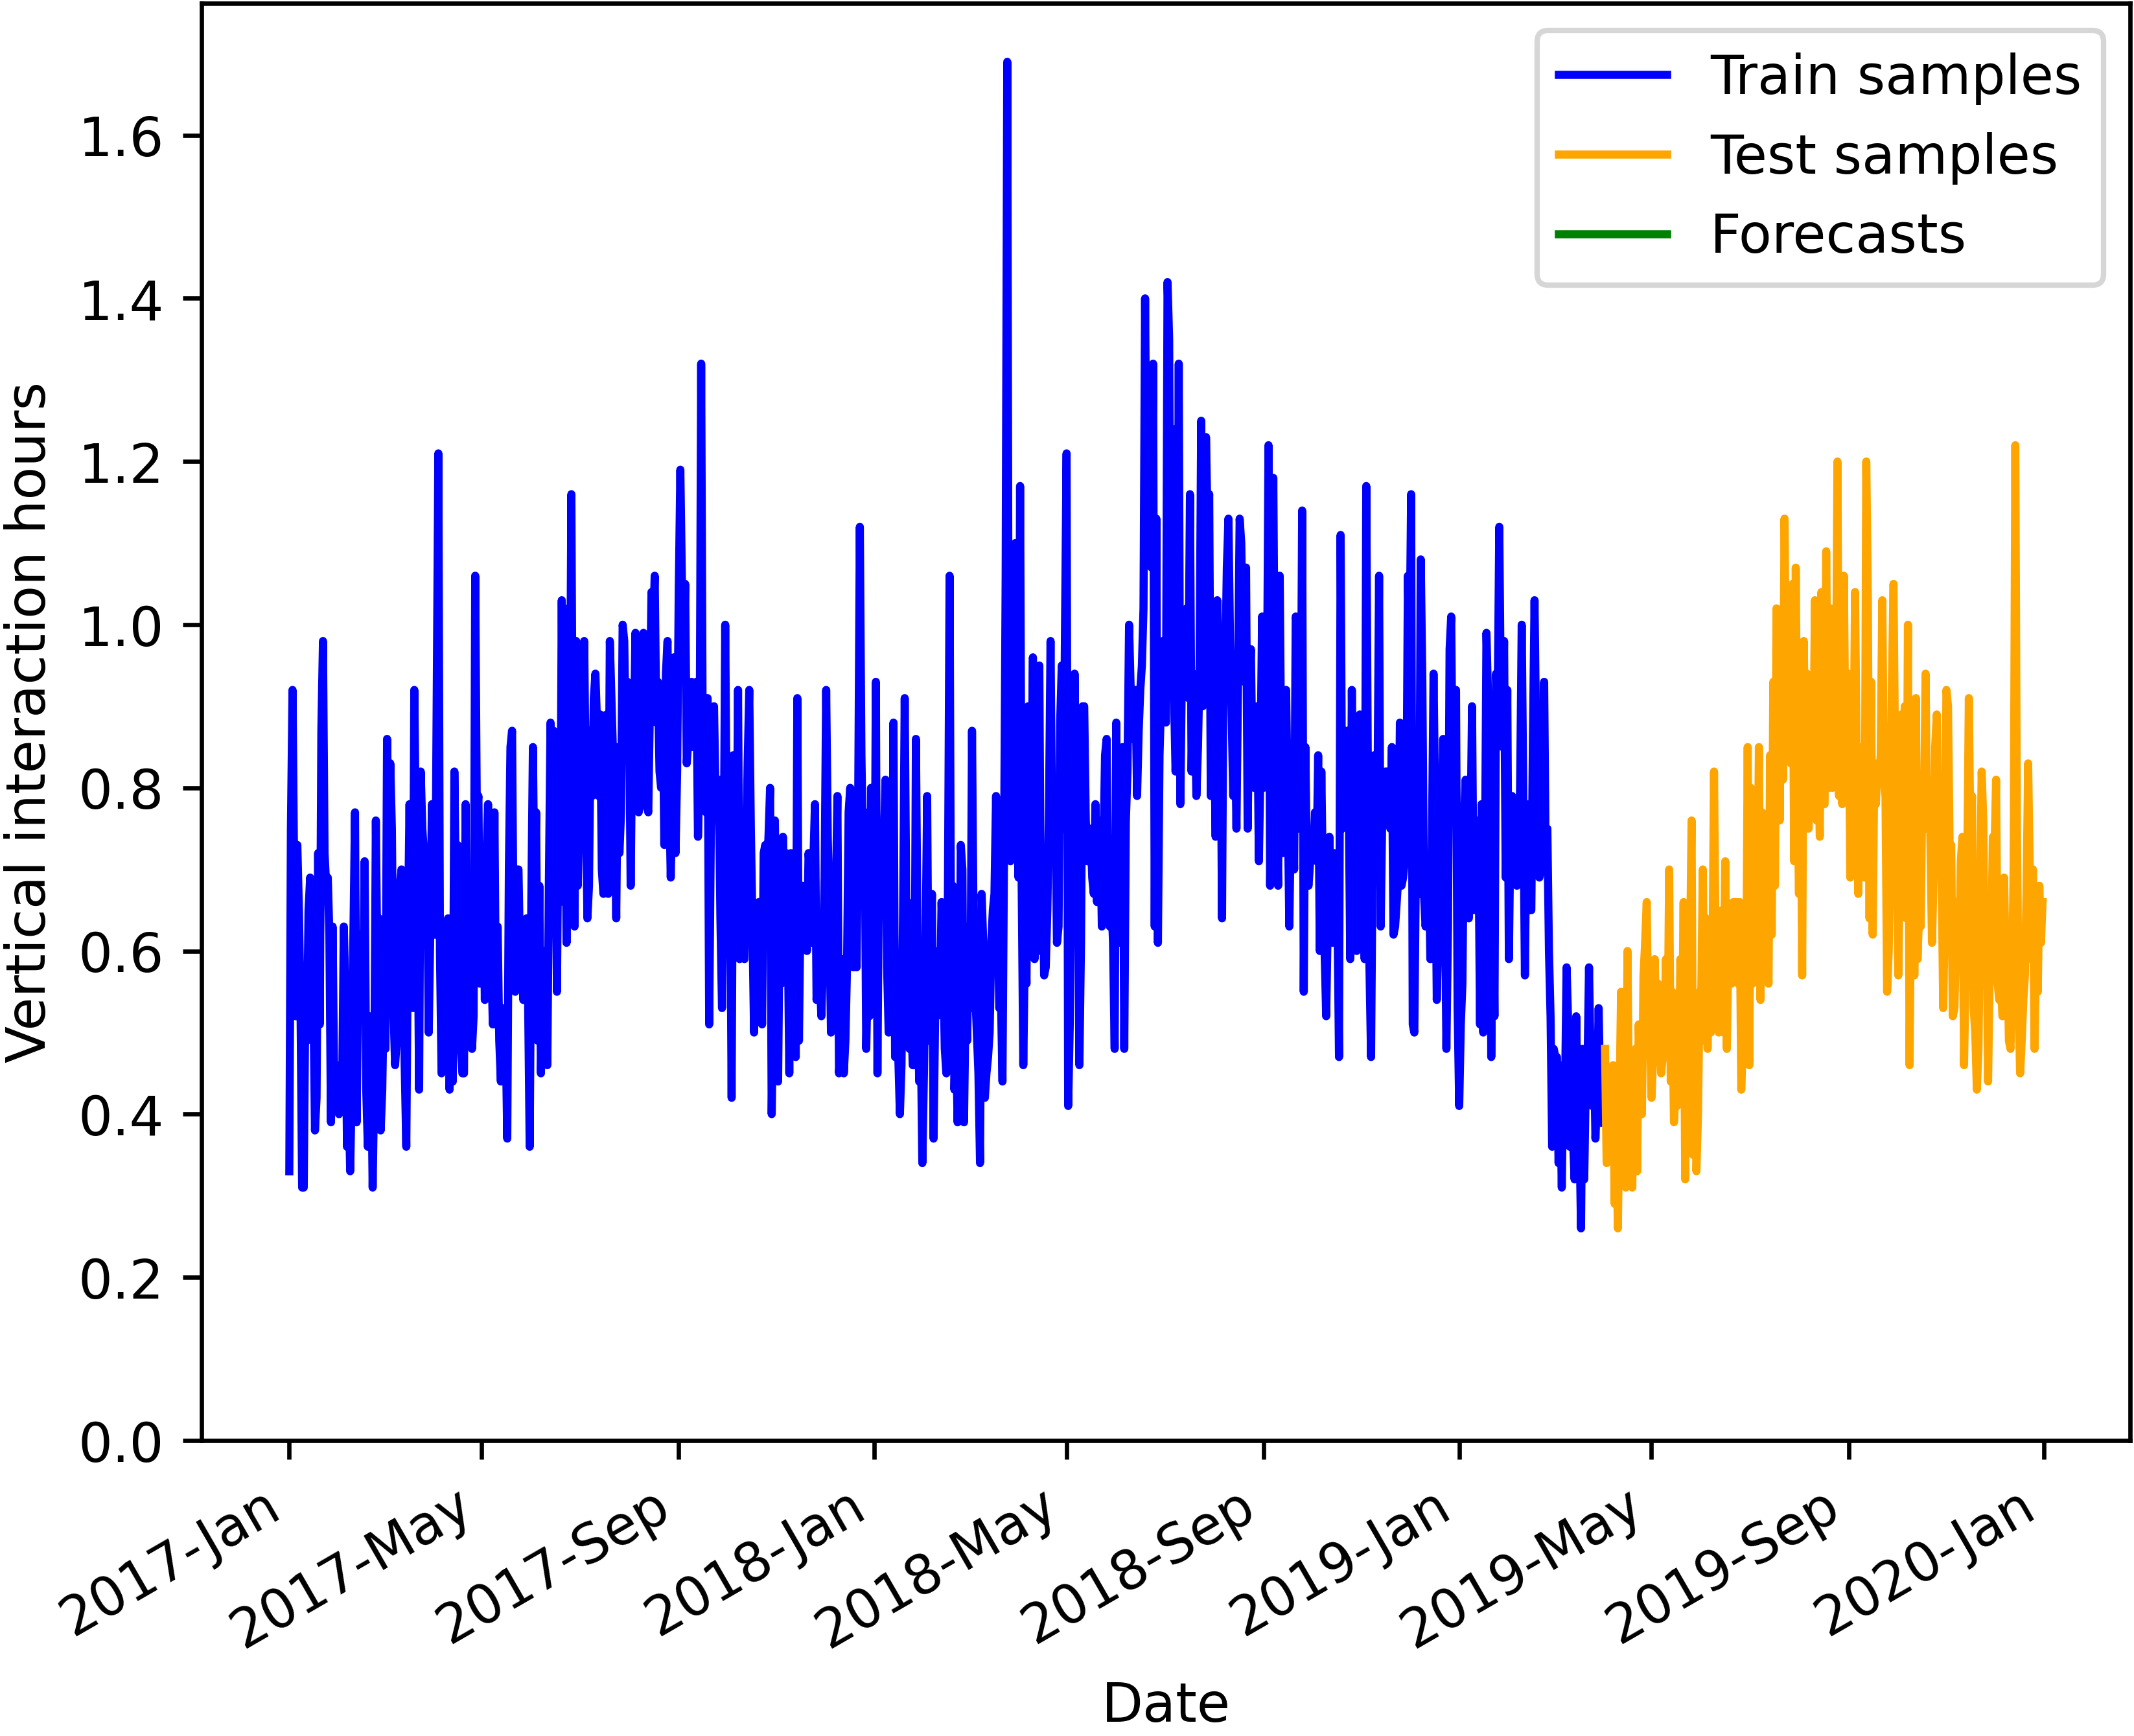 Train samples
Test samples
Forecasts
Vertical interaction hours
1.6
1.4
1.2
1.0
0.8
0.6
0.4
0.2
0.0
2017-Jan
2017-May
2017-Sep
2018-Jan
2018-May
2018-Sep
2019-Jan
2019-May
2019-Sep
2020-Jan
Date